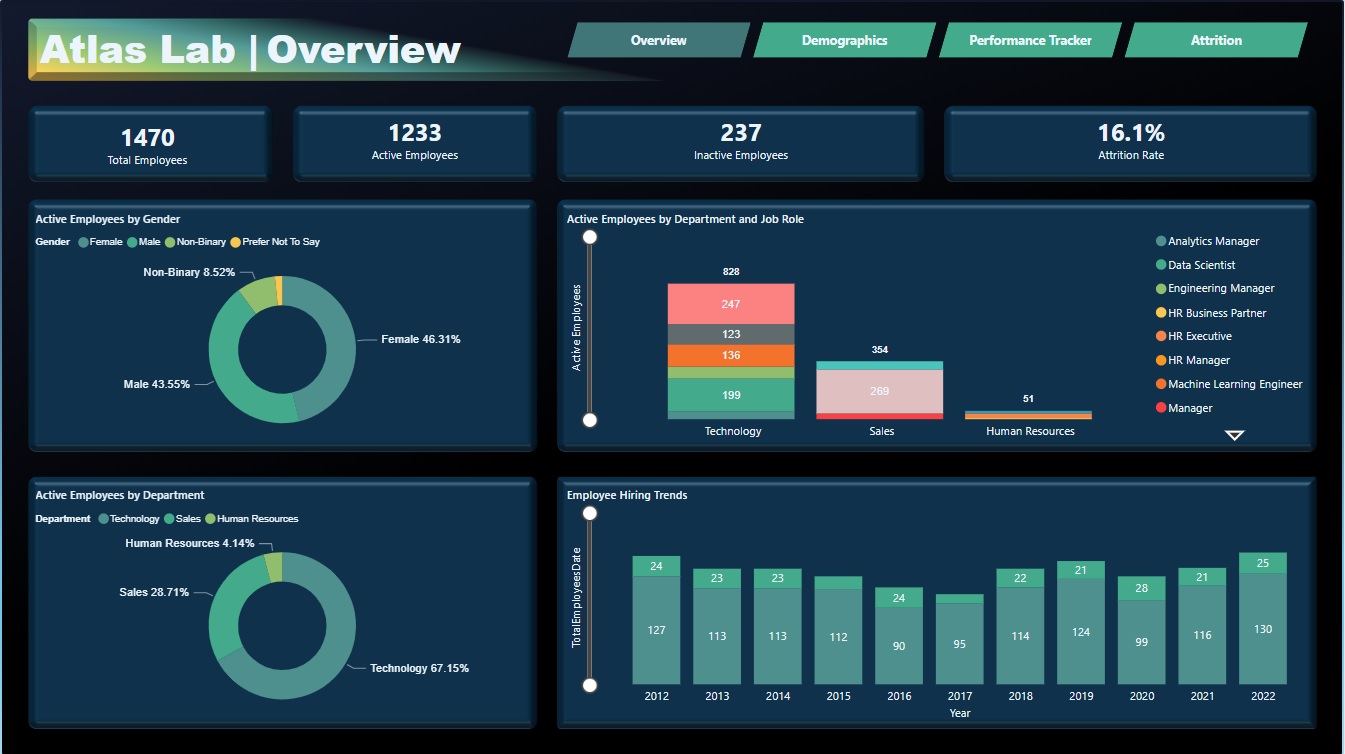 Atlas Lab | Overview
Overview
Demographics
Performance Tracker
Attrition
1470
Total Employees
1233
Active Employees
237
Inactive Employees
16.1%
Attrition Rate
Active Employees by Gender
Gender Female Male Non-Binary Prefer Not To Say
Non-Binary 8.52%
Female 46.31%
Male 43.55%
Active Employees by Department and Job Role
Active Employees
828
247
123
136
199
Technology
354
269
Sales
51
Human Resources
Analytics Manager
Data Scientist
Engineering Manager
HR Business Partner
HR Executive
HR Manager
Machine Learning Engineer
Manager
Active Employees by Department
Department Technology Sales Human Resources
Human Resources 4.14%
Sales 28.71%
Technology 67.15%
Employee Hiring Trends
TotalEmployeesDate
24 23 23 24 22 21 28 21 25
127 113 113 112 90 95 114 124 99 116 130
2012 2013 2014 2015 2016 2017 2018 2019 2020 2021 2022
Year